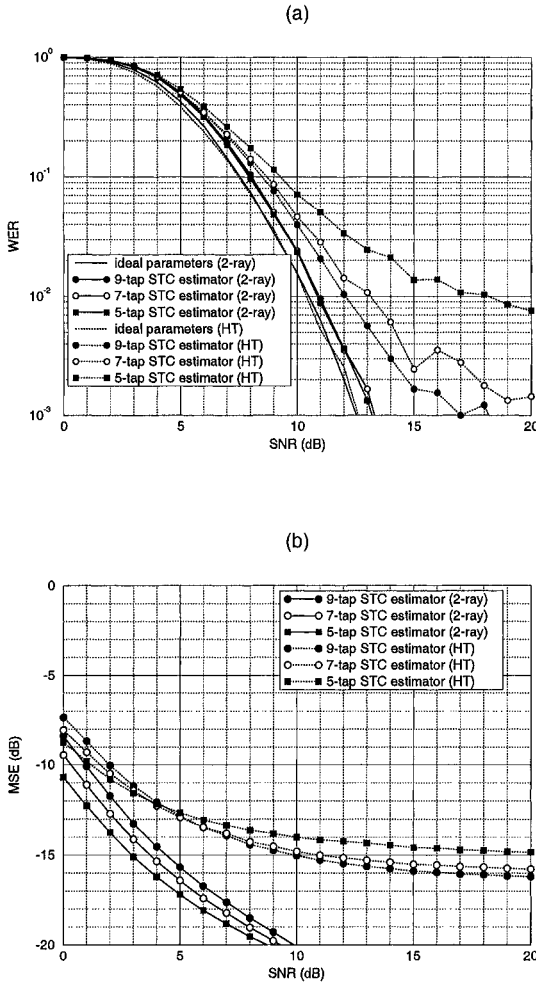 (a)
10^0
10^-1
10^-2
10^-3
WER
ideal parameters (2-ray)
9-tap STC estimator (2-ray)
7-tap STC estimator (2-ray)
5-tap STC estimator (2-ray)
ideal parameters (HT)
9-tap STC estimator (HT)
7-tap STC estimator (HT)
5-tap STC estimator (HT)
0 5 10 15 20
SNR (dB)
(b)
0
-5
-10
-15
-20
MSE (dB)
9-tap STC estimator (2-ray)
7-tap STC estimator (2-ray)
5-tap STC estimator (2-ray)
9-tap STC estimator (HT)
7-tap STC estimator (HT)
5-tap STC estimator (HT)
0 5 10 15 20
SNR (dB)